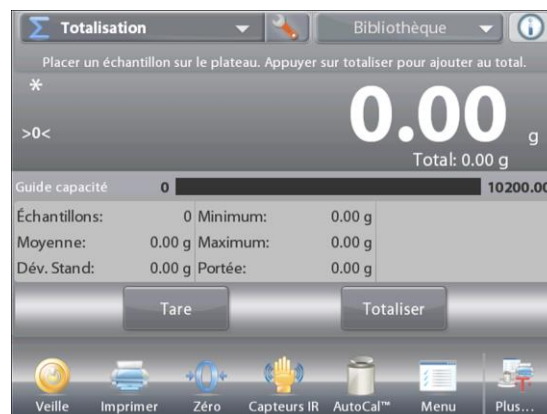 Σ Totalisation Bibliothèque
Placer un échantillon sur le plateau. Appuyer sur totaliser pour ajouter au total.
*
>0< 0.00 g
Total: 0.00 g
Guide capacité 0 10200.00
Échantillons: 0 Minimum: 0.00 g
Moyenne: 0.00 g Maximum: 0.00 g
Dév. Stand: 0.00 g Portée: 0.00 g
Tare Totaliser
Veille Imprimer Zéro Capteurs IR AutoCal™ Menu Plus...